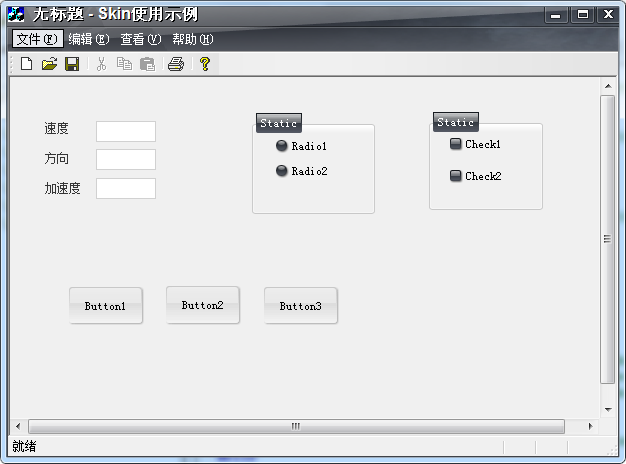 无标题 - Skin使用示例
文件(F) 编辑(E) 查看(V) 帮助(H)
速度
方向
加速度
Static
Radio1
Radio2
Static
Check1
Check2
Button1 Button2 Button3
就绪